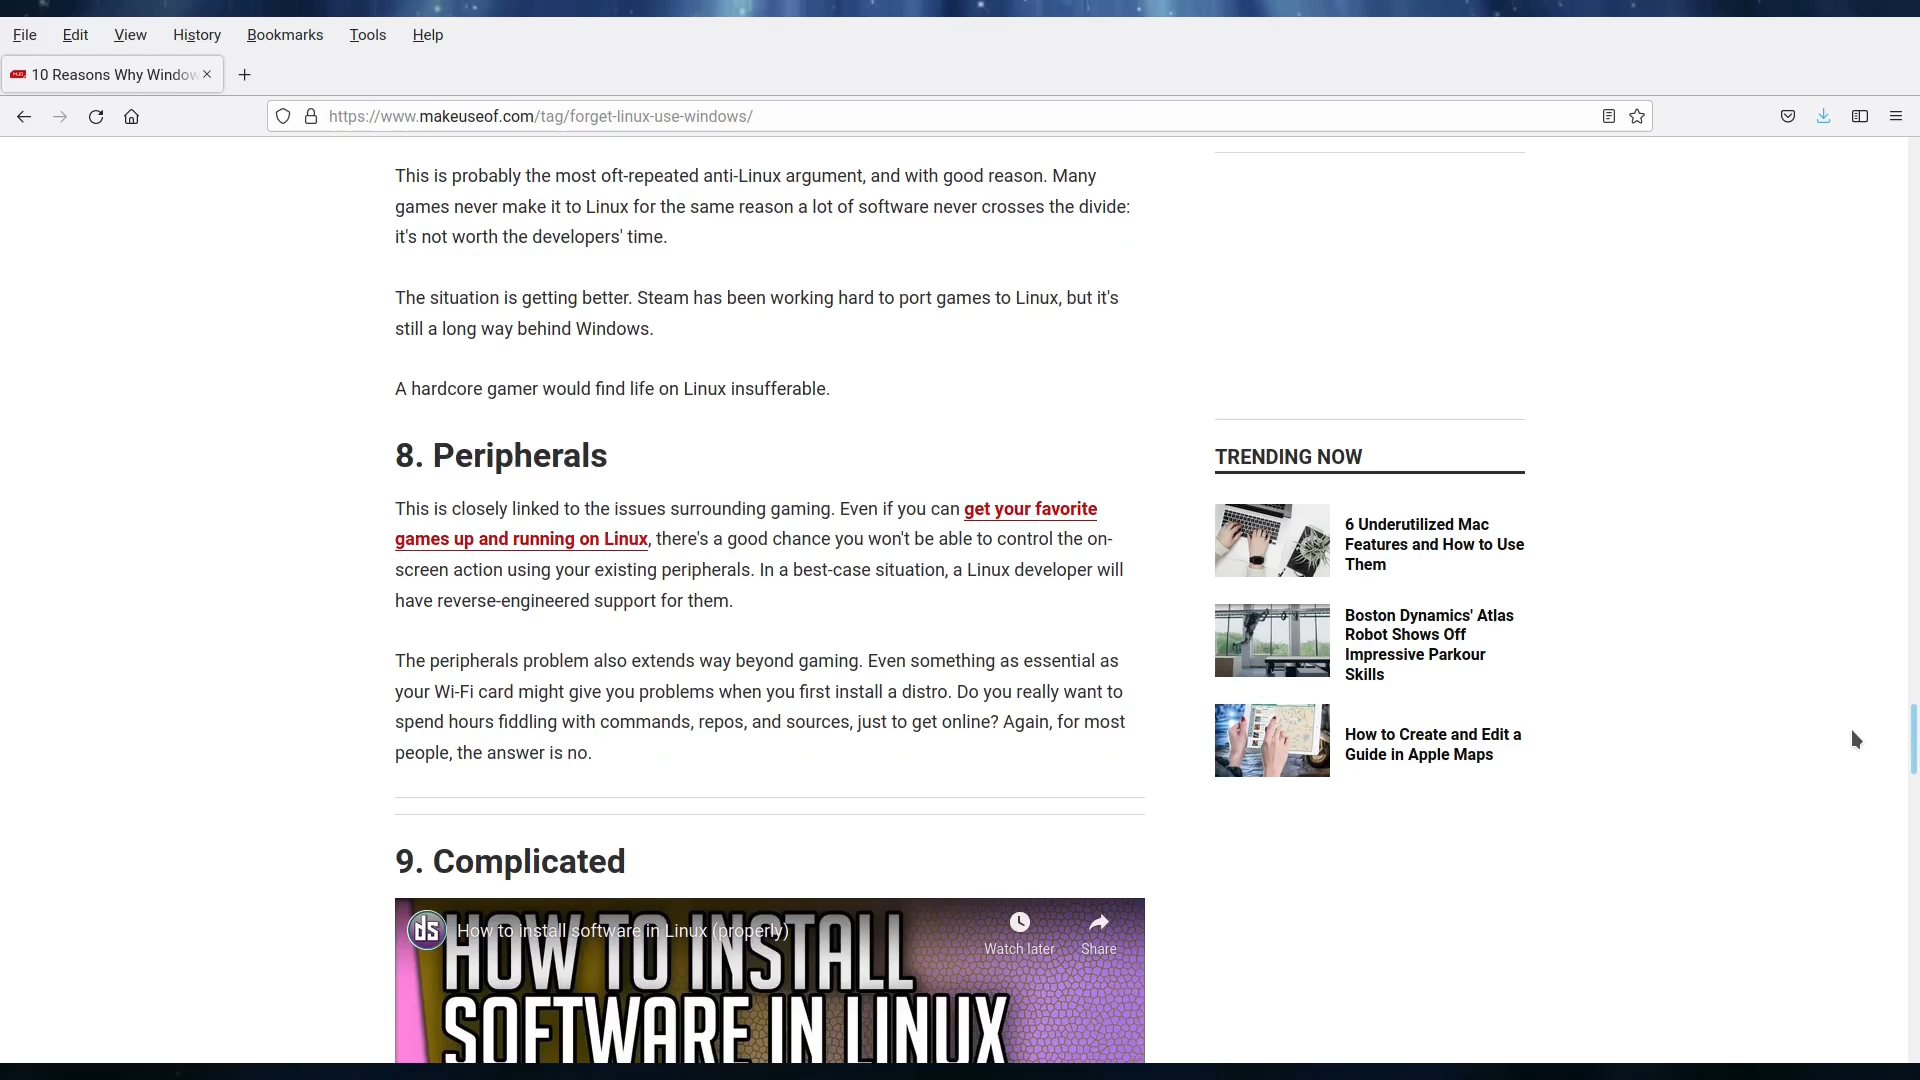 File Edit View History Bookmarks Tools Help
10 Reasons Why Window
https://www.makeuseof.com/tag/forget-linux-use-windows/
This is probably the most oft-repeated anti-Linux argument, and with good reason. Many
games never make it to Linux for the same reason a lot of software never crosses the divide:
it's not worth the developers' time.
The situation is getting better. Steam has been working hard to port games to Linux, but it's
still a long way behind Windows.
A hardcore gamer would find life on Linux insufferable.
8. Peripherals
This is closely linked to the issues surrounding gaming. Even if you can get your favorite
games up and running on Linux, there's a good chance you won't be able to control the on-
screen action using your existing peripherals. In a best-case situation, a Linux developer will
have reverse-engineered support for them.
The peripherals problem also extends way beyond gaming. Even something as essential as
your Wi-Fi card might give you problems when you first install a distro. Do you really want to
spend hours fiddling with commands, repos, and sources, just to get online? Again, for most
people, the answer is no.
9. Complicated
ds
How to install software in Linux (properly)
Watch later
Share
HOW TO INSTALL
SOFTWARE IN LINUX
TRENDING NOW
6 Underutilized Mac
Features and How to Use
Them
Boston Dynamics' Atlas
Robot Shows Off
Impressive Parkour
Skills
How to Create and Edit a
Guide in Apple Maps